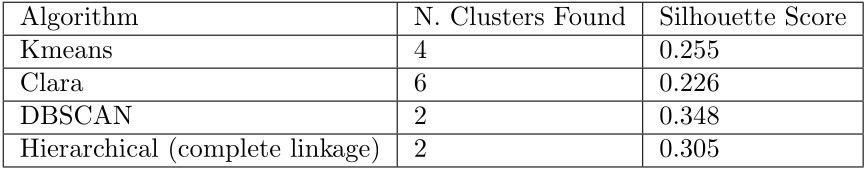 Algorithm N. Clusters Found Silhouette Score
Kmeans 4 0.255
Clara 6 0.226
DBSCAN 2 0.348
Hierarchical (complete linkage) 2 0.305